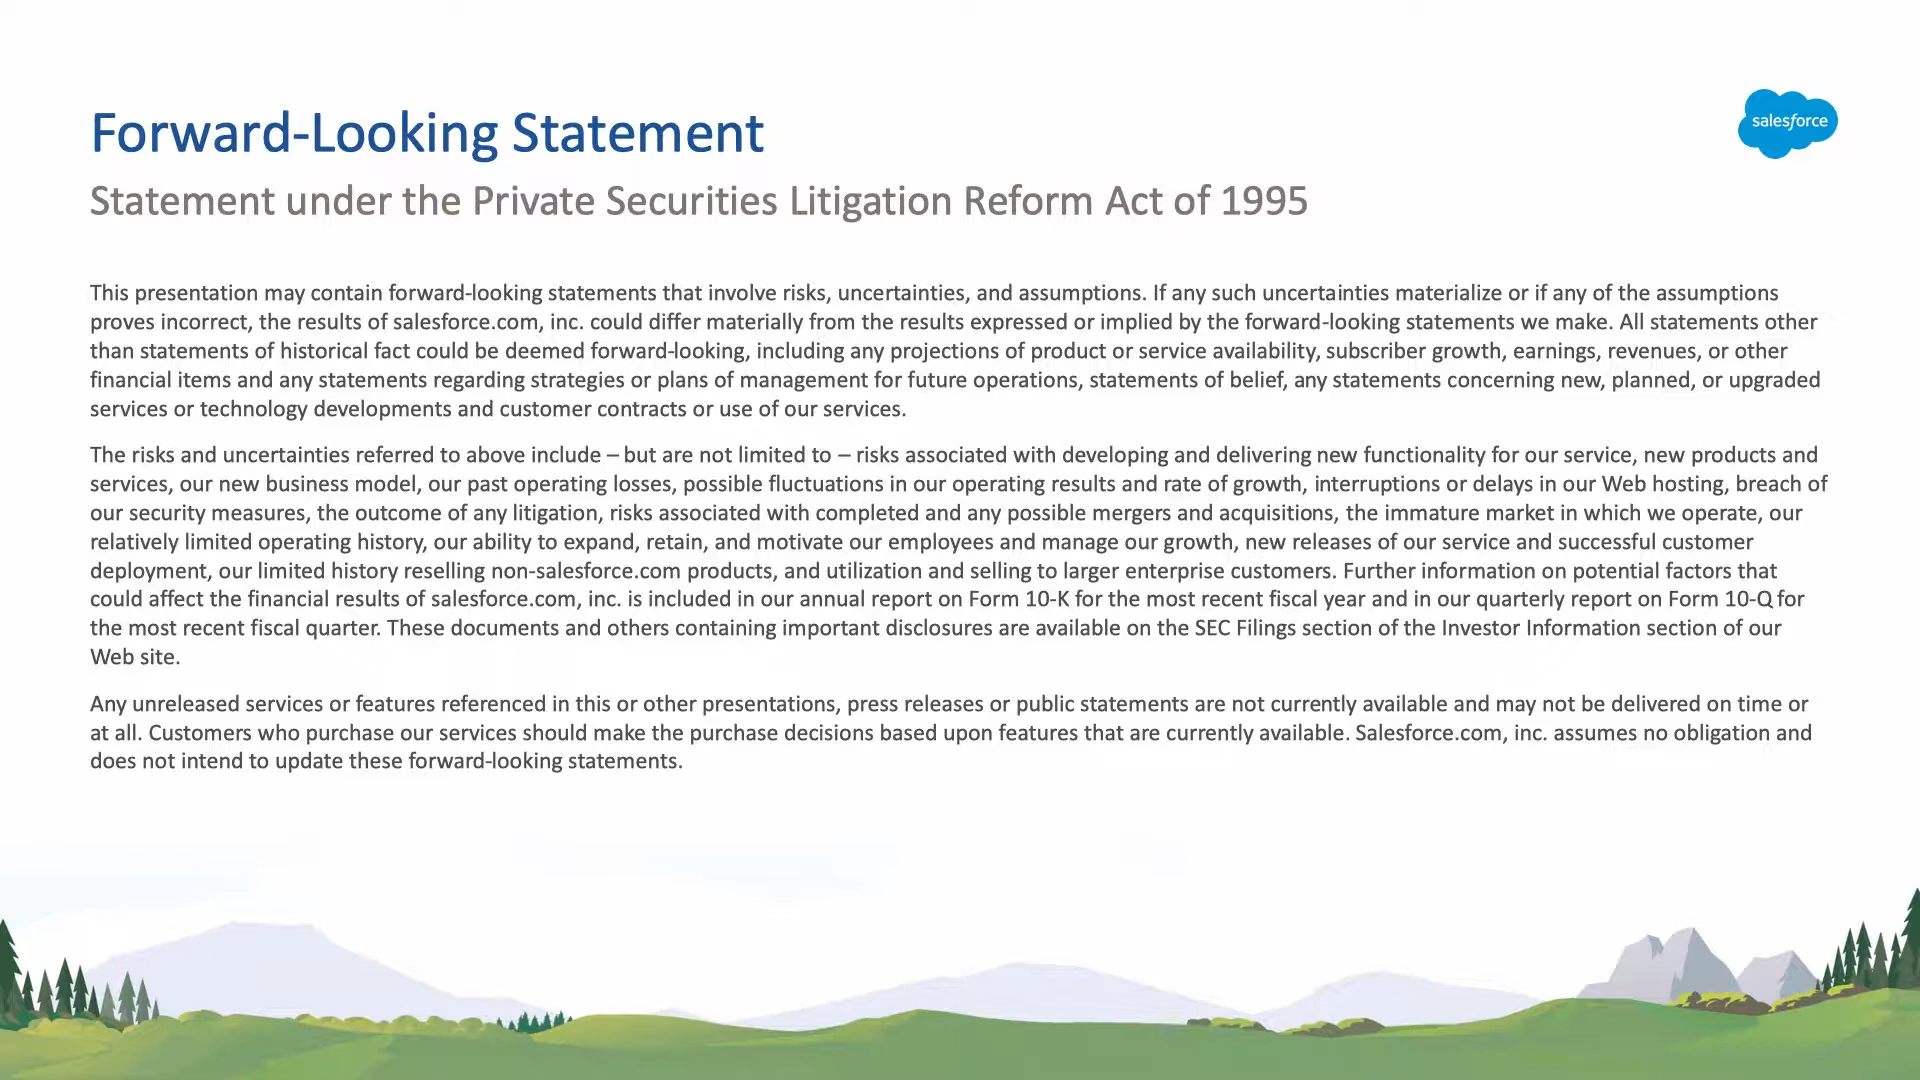 Forward-Looking Statement
salesforce
Statement under the Private Securities Litigation Reform Act of 1995
This presentation may contain forward-looking statements that involve risks, uncertainties, and assumptions. If any such uncertainties materialize or if any of the assumptions
proves incorrect, the results of salesforce.com, inc. could differ materially from the results expressed or implied by the forward-looking statements we make. All statements other
than statements of historical fact could be deemed forward-looking, including any projections of product or service availability, subscriber growth, earnings, revenues, or other
financial items and any statements regarding strategies or plans of management for future operations, statements of belief, any statements concerning new, planned, or upgraded
services or technology developments and customer contracts or use of our services.
The risks and uncertainties referred to above include – but are not limited to – risks associated with developing and delivering new functionality for our service, new products and
services, our new business model, our past operating losses, possible fluctuations in our operating results and rate of growth, interruptions or delays in our Web hosting, breach of
our security measures, the outcome of any litigation, risks associated with completed and any possible mergers and acquisitions, the immature market in which we operate, our
relatively limited operating history, our ability to expand, retain, and motivate our employees and manage our growth, new releases of our service and successful customer
deployment, our limited history reselling non-salesforce.com products, and utilization and selling to larger enterprise customers. Further information on potential factors that
could affect the financial results of salesforce.com, inc. is included in our annual report on Form 10-K for the most recent fiscal year and in our quarterly report on Form 10-Q for
the most recent fiscal quarter. These documents and others containing important disclosures are available on the SEC Filings section of the Investor Information section of our
Web site.
Any unreleased services or features referenced in this or other presentations, press releases or public statements are not currently available and may not be delivered on time or
at all. Customers who purchase our services should make the purchase decisions based upon features that are currently available. Salesforce.com, inc. assumes no obligation and
does not intend to update these forward-looking statements.